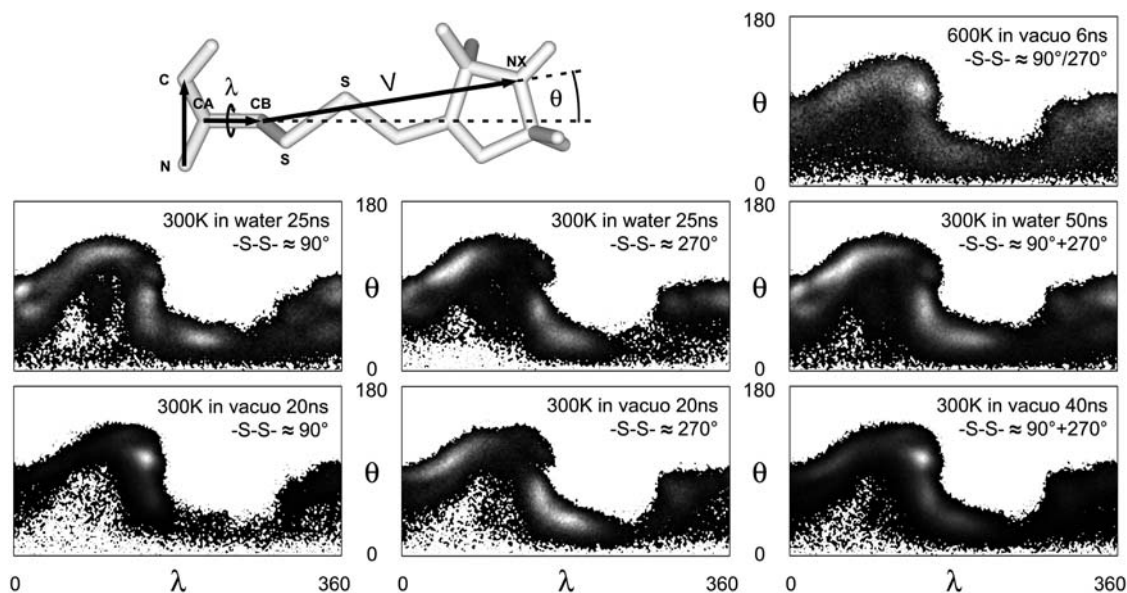 C
CA
N
λ
CB
S
S
V
NX
θ
180
θ
0
600K in vacuo 6ns
-S-S- ≈ 90°/270°
300K in water 25ns
-S-S- ≈ 90°
180
θ
0
300K in water 25ns
-S-S- ≈ 270°
180
θ
0
300K in water 50ns
-S-S- ≈ 90°+270°
300K in vacuo 20ns
-S-S- ≈ 90°
180
θ
0
300K in vacuo 20ns
-S-S- ≈ 270°
180
θ
0
300K in vacuo 40ns
-S-S- ≈ 90°+270°
0 λ 360
0 λ 360
0 λ 360